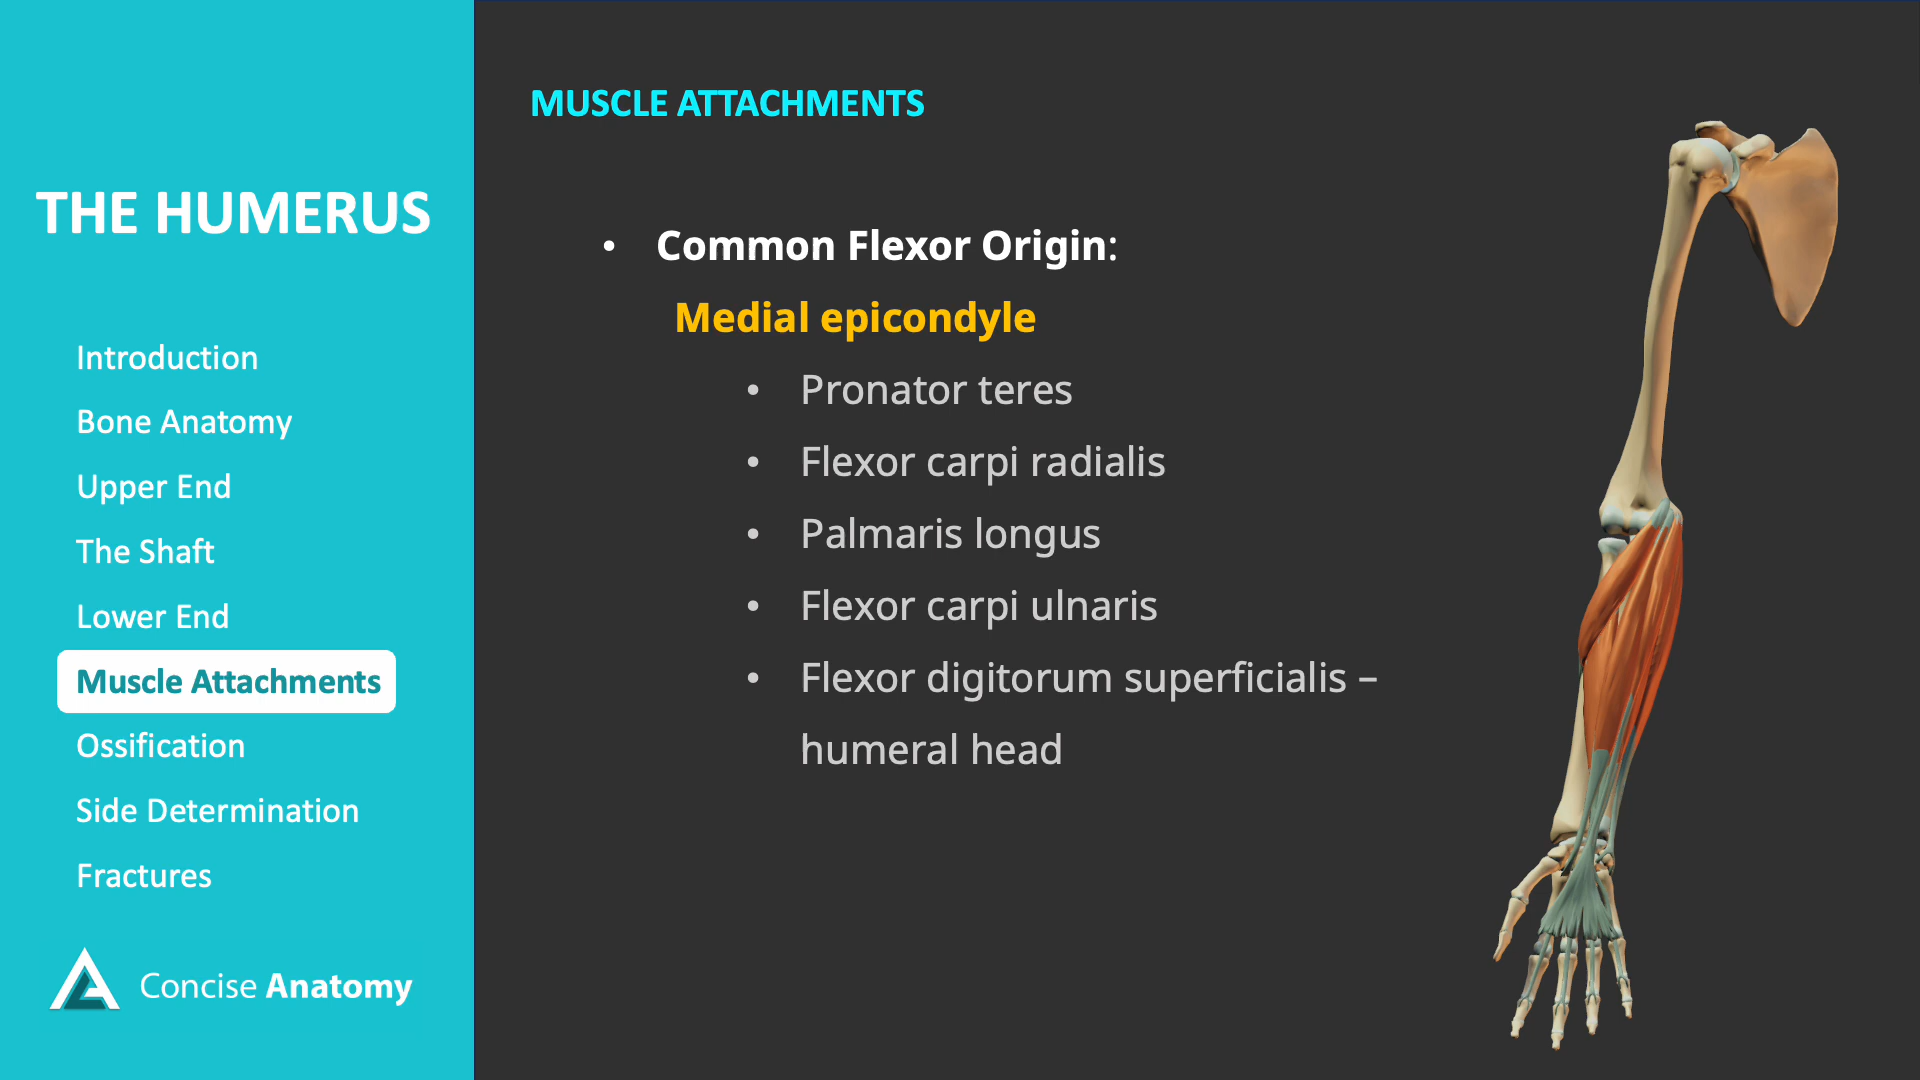 THE HUMERUS
Introduction
Bone Anatomy
Upper End
The Shaft
Lower End
Muscle Attachments
Ossification
Side Determination
Fractures
Concise Anatomy
MUSCLE ATTACHMENTS
• Common Flexor Origin:
Medial epicondyle
• Pronator teres
• Flexor carpi radialis
• Palmaris longus
• Flexor carpi ulnaris
• Flexor digitorum superficialis –
humeral head